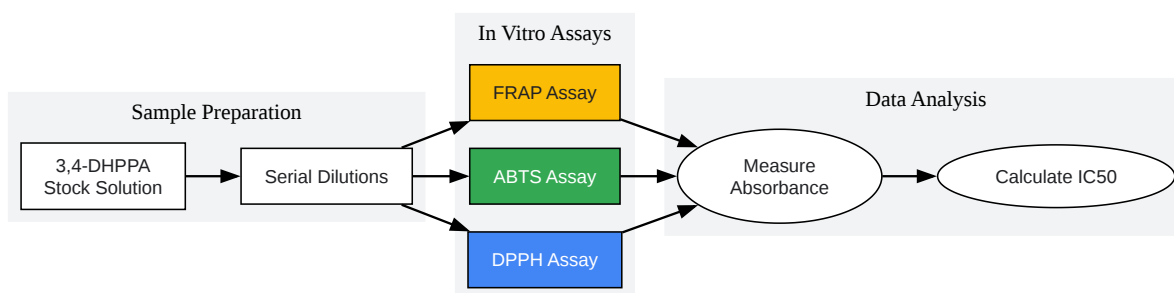 Sample Preparation
3,4-DHPPA
Stock Solution
Serial Dilutions
In Vitro Assays
FRAP Assay
ABTS Assay
DPPH Assay
Data Analysis
Measure
Absorbance
Calculate IC50